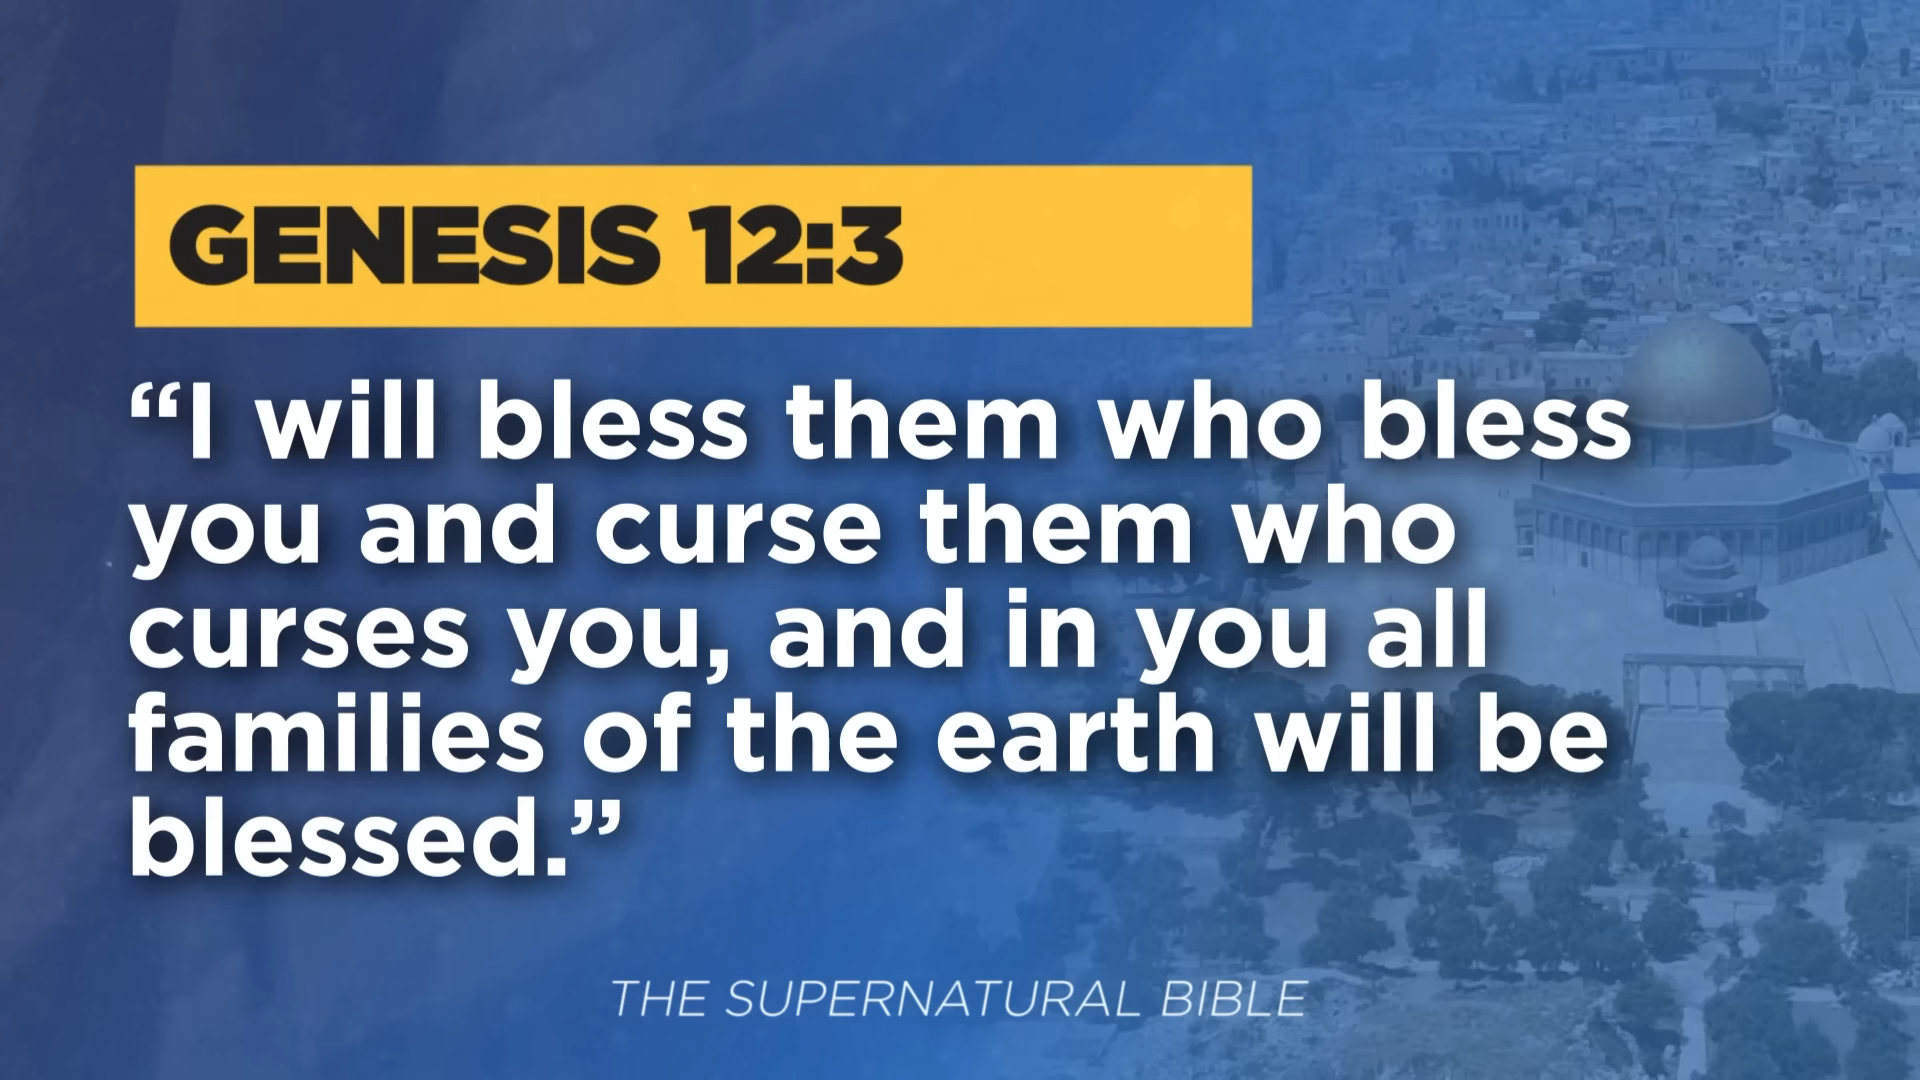 GENESIS 12:3
“I will bless them who bless
you and curse them who
curses you, and in you all
families of the earth will be
blessed.”
THE SUPERNATURAL BIBLE